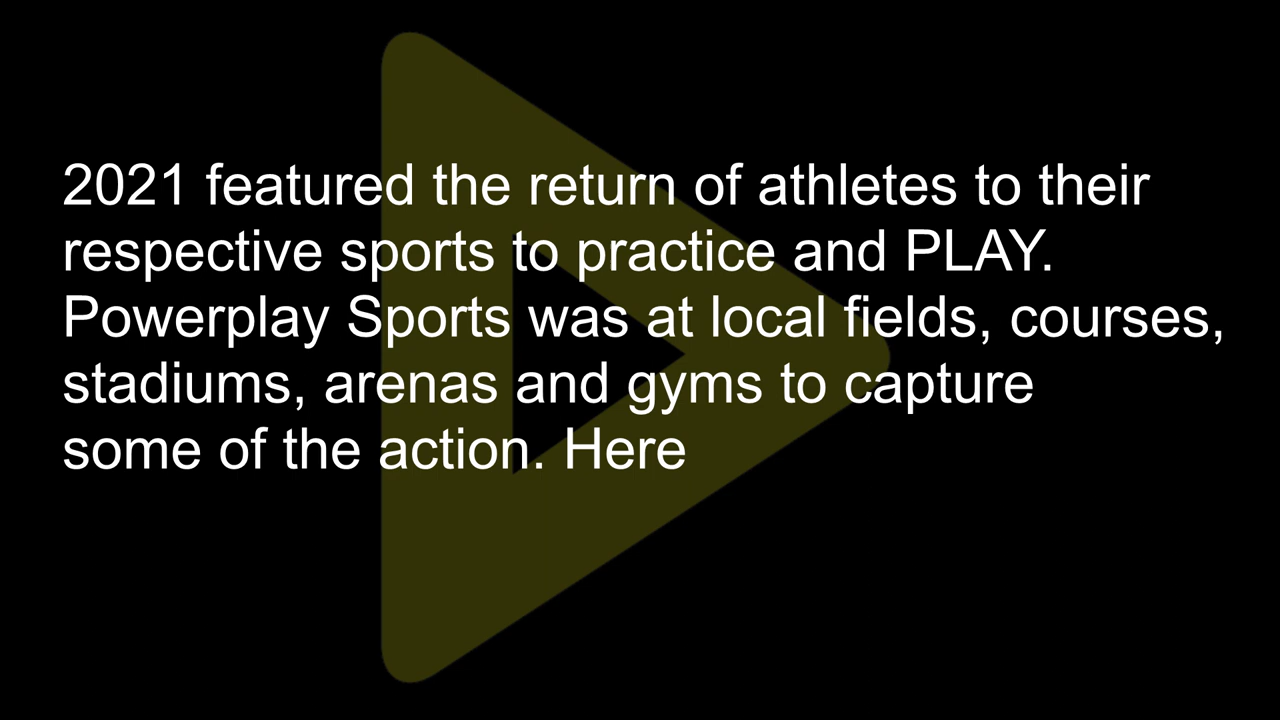 2021 featured the return of athletes to their
respective sports to practice and PLAY.
Powerplay Sports was at local fields, courses,
stadiums, arenas and gyms to capture
some of the action. Here